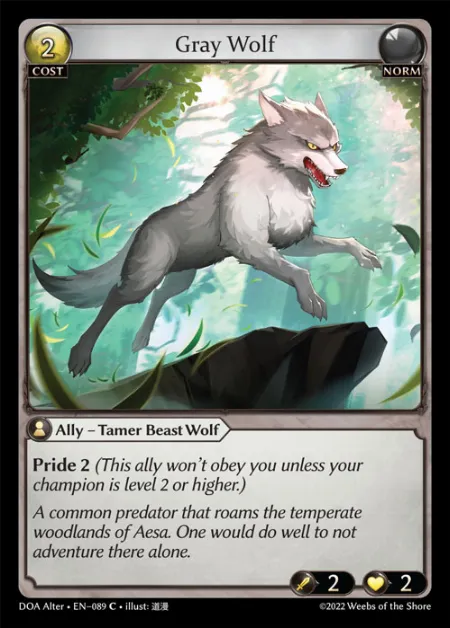 2 Gray Wolf
COST NORM
Ally – Tamer Beast Wolf
Pride 2 (This ally won't obey you unless your
champion is level 2 or higher.)
A common predator that roams the temperate
woodlands of Aesa. One would do well to not
adventure there alone.
2 2
DOA Alter • EN-089 C • illust: 道漫 ©2022 Weebs of the Shore